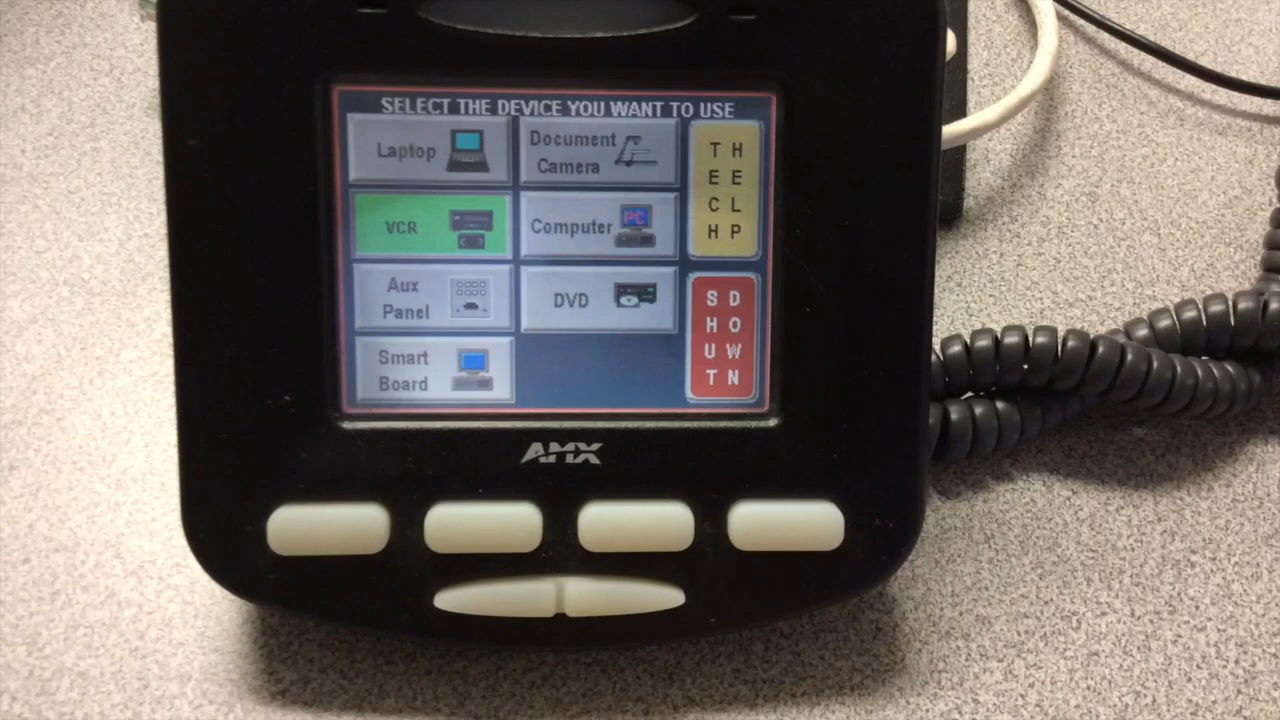 SELECT THE DEVICE YOU WANT TO USE
Laptop
Document
Camera
TECH
HELP
VCR
Computer
PC
Aux
Panel
DVD
SHUT
DOWN
Smart
Board
AMX